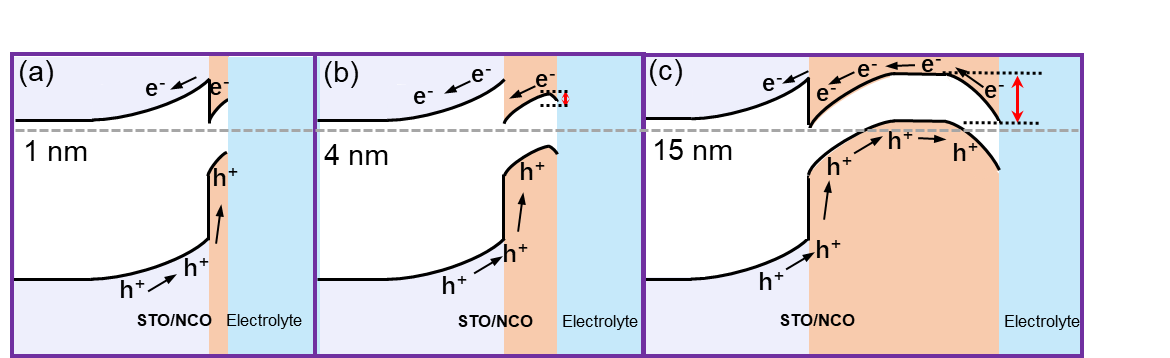 (a)
e⁻
e⁻
1 nm
h⁺
h⁺
h⁺
STO/NCO
Electrolyte
(b)
e⁻
e⁻
e⁻
4 nm
h⁺
h⁺
h⁺
STO/NCO
Electrolyte
(c)
e⁻
e⁻
e⁻
e⁻
e⁻
15 nm
h⁺
h⁺
h⁺
h⁺
h⁺
STO/NCO
Electrolyte